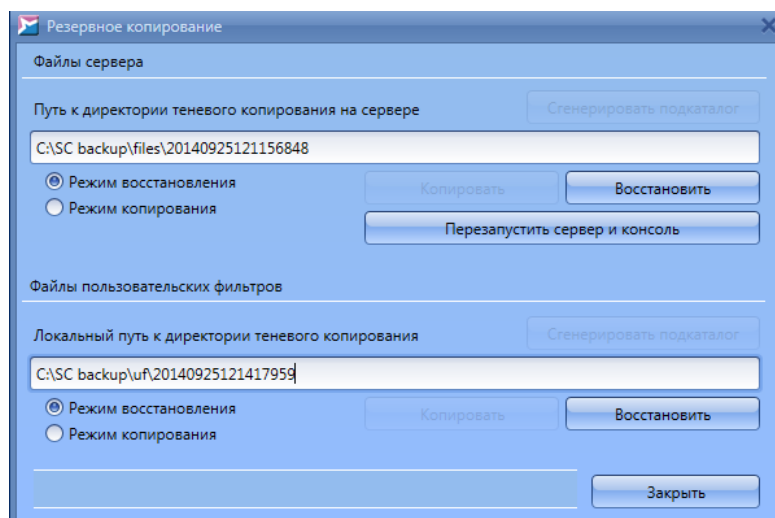 Резервное копирование
Файлы сервера
Путь к директории теневого копирования на сервере
Сгенерировать подкаталог
C:\SC backup\files\20140925121156848
Режим восстановления
Копировать
Восстановить
Режим копирования
Перезапустить сервер и консоль
Файлы пользовательских фильтров
Локальный путь к директории теневого копирования
Сгенерировать подкаталог
C:\SC backup\uf\20140925121417959
Режим восстановления
Копировать
Восстановить
Режим копирования
Закрыть